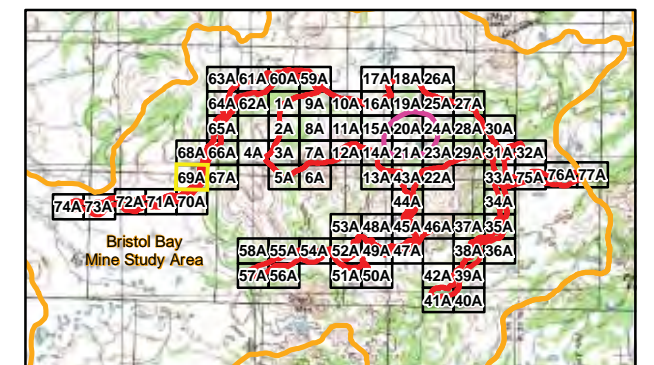 63A 61A 60A 59A 17A 18A 26A
64A 62A 1A 9A 10A 16A 19A 25A 27A
65A 2A 8A 11A 15A 20A 24A 28A 30A
68A 66A 4A 3A 7A 12A 14A 21A 23A 29A 31A 32A
69A 67A 5A 6A 13A 43A 22A 33A 75A 76A 77A
74A 73A 72A 71A 70A 44A 34A
53A 48A 45A 46A 37A 35A
Bristol Bay
Mine Study Area
58A 55A 54A 52A 49A 47A 38A 36A
57A 56A 51A 50A 42A 39A
41A 40A